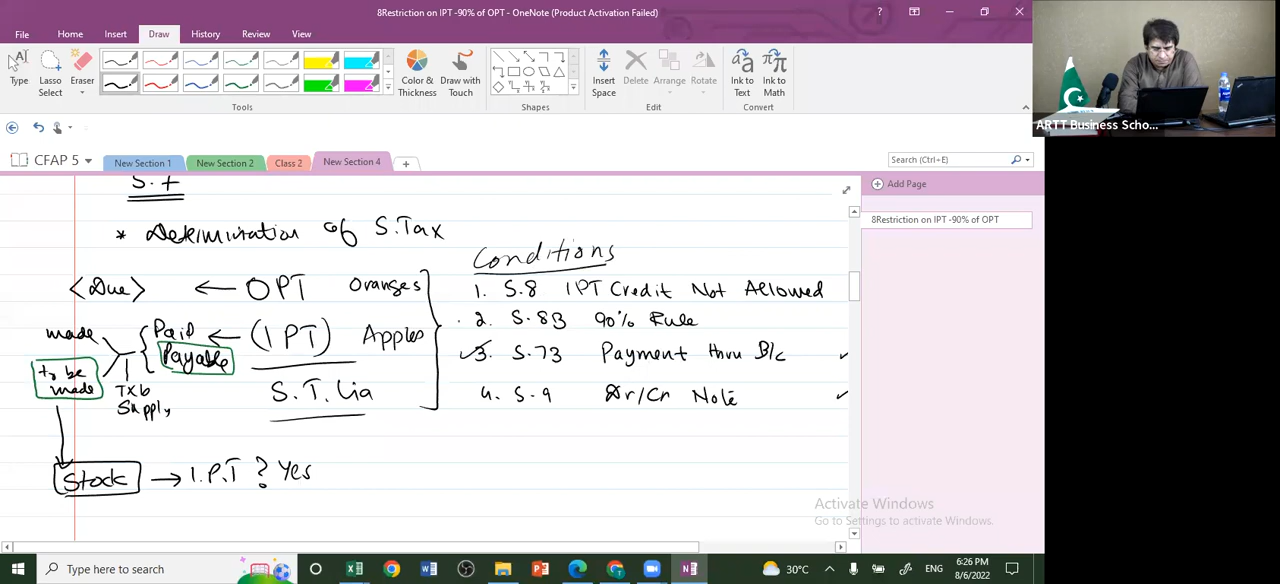 8Restriction on IPT -90% of OPT - OneNote (Product Activation Failed)
File Home Insert Draw History Review View
Type
Lasso Select
Eraser
Color & Thickness
Draw with Touch
Insert Space
Delete
Arrange
Rotate
Ink to Text
Ink to Math
Tools Shapes Edit Convert
ARTT Business Scho...
CFAP 5 New Section 1 New Section 2 Class 2 New Section 4
Search (Ctrl+E)
Add Page
8Restriction on IPT -90% of OPT
S.7
* Determination of S.Tax
<Due> ← OPT Oranges
made Paid Payable ← (IPT) Apples
to be made
Txb Supply
S.T. Lia
Conditions
1. S.8 IPT Credit Not Allowed
2. S.83 90% Rule
3. S.73 Payment thru B/c
4. S.9 Dr/Cr Note
Stock → I.P.T ? Yes
Activate Windows
Go to Settings to activate Windows.
Type here to search
30°C
ENG
6:26 PM
8/6/2022